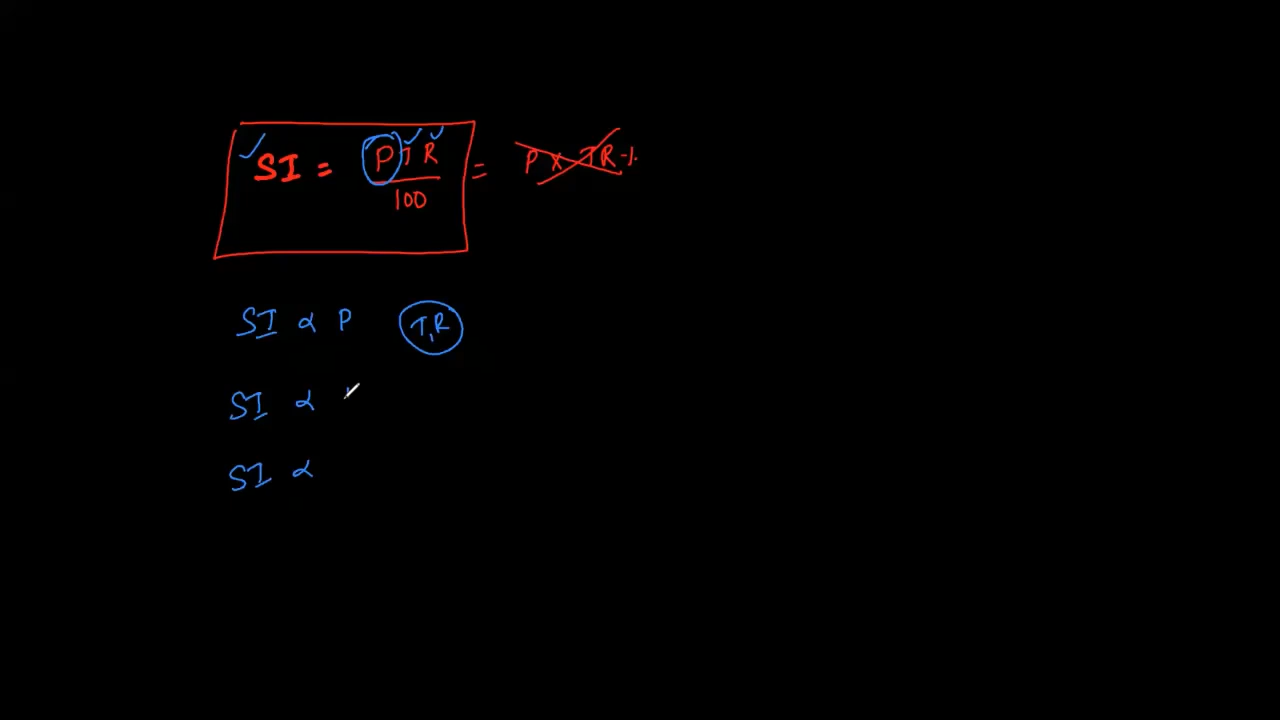 SI = PTR/100 = P x TR%
SI ∝ P T,R
SI ∝
SI ∝